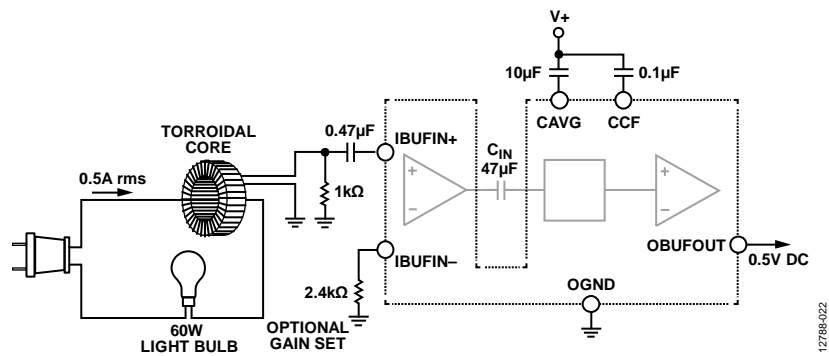 V+
10µF
0.1µF
CAVG
CCF
TORROIDAL
CORE
0.47µF
IBUFIN+
C_IN
47µF
0.5A rms
1kΩ
+
−
+
−
IBUFIN–
OBUFOUT
0.5V DC
2.4kΩ
OPTIONAL
GAIN SET
OGND
60W
LIGHT BULB
12788-022